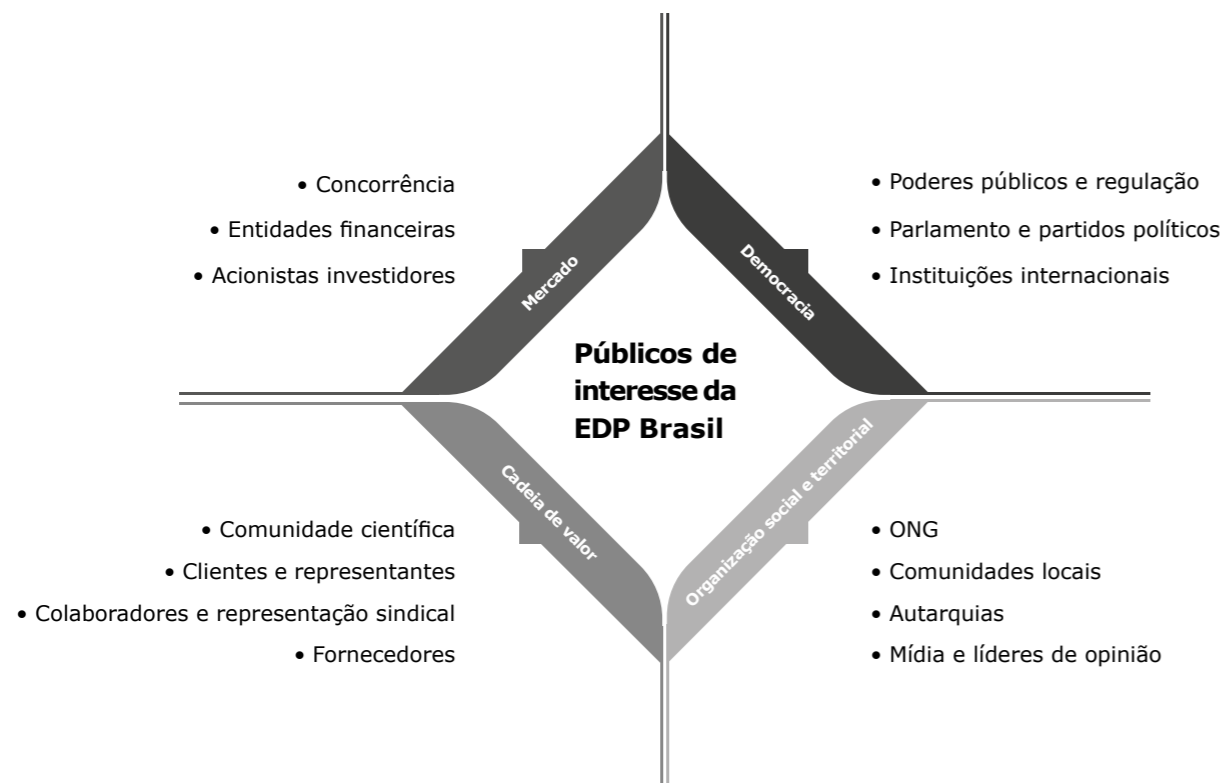 • Concorrência
• Entidades financeiras
• Acionistas investidores
Mercado
Democracia
• Poderes públicos e regulação
• Parlamento e partidos políticos
• Instituições internacionais
Públicos de
interesse da
EDP Brasil
• Comunidade científica
• Clientes e representantes
• Colaboradores e representação sindical
• Fornecedores
Cadeia de valor
Organização social e territorial
• ONG
• Comunidades locais
• Autarquias
• Mídia e líderes de opinião